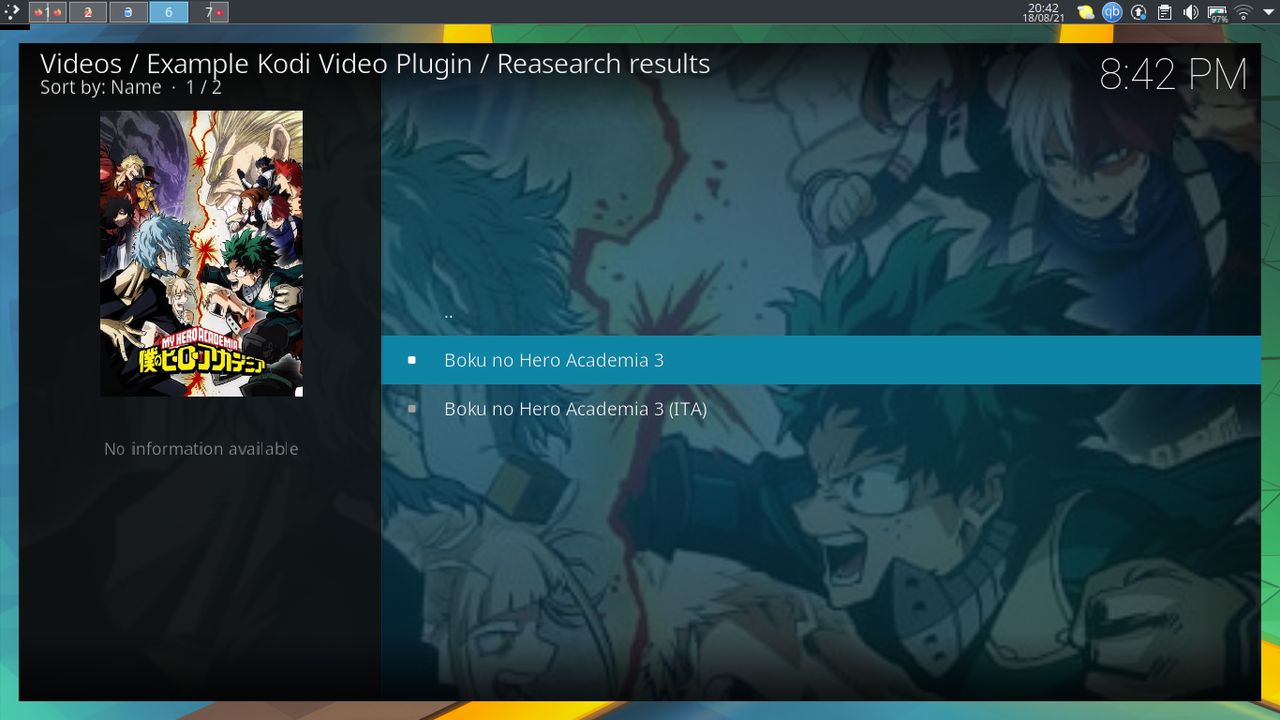 1
2
3
6
7
20:42
18/08/21
qb
97%
Videos / Example Kodi Video Plugin / Reasearch results
Sort by: Name · 1 / 2
8:42 PM
MY HERO ACADEMIA
僕のヒーローアカデミア
No information available
..
Boku no Hero Academia 3
Boku no Hero Academia 3 (ITA)